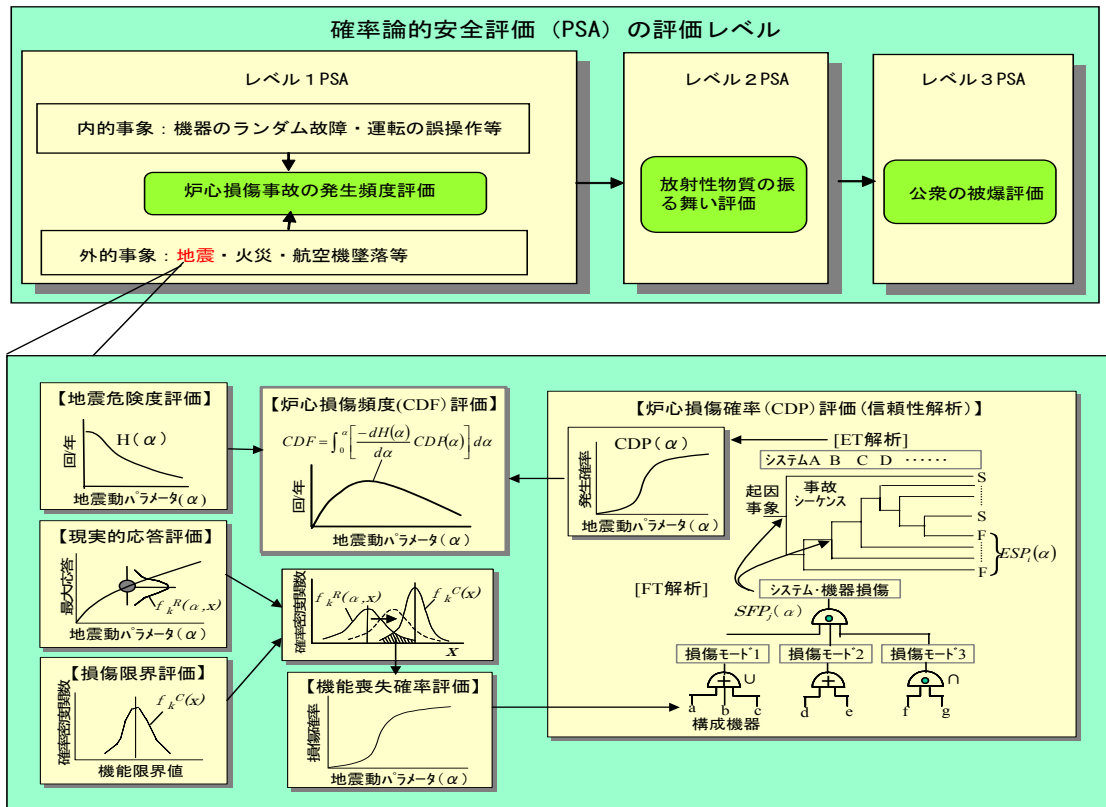 確率論的安全評価（PSA）の評価レベル
レベル１PSA
内的事象：機器のランダム故障・運転の誤操作等
炉心損傷事故の発生頻度評価
外的事象：地震・火災・航空機墜落等
レベル２PSA
放射性物質の振
る舞い評価
レベル３PSA
公衆の被爆評価
【地震危険度評価】
H(α)
回/年
地震動パラメータ(α)
【炉心損傷頻度(CDF)評価】
CDF=∫₀^α[-dH(α)/dα CDP(α)]dα
回/年
地震動パラメータ(α)
【炉心損傷確率(CDP)評価(信頼性解析)】
CDP(α)
発生確率
地震動パラメータ(α)
[ET解析]
システムA B C D ……
起因
事象
事故
シーケンス
S
S
F
F
ESPᵢ(α)
[FT解析]
システム・機器損傷
SFPⱼ(α)
損傷モード1
損傷モード2
損傷モード3
∪
∩
a b c
d e
f g
構成機器
【現実的応答評価】
最大応答
f_k^R(α,x)
地震動パラメータ(α)
確率密度関数
f_k^R(α,x)
f_k^C(x)
x
【損傷限界評価】
確率密度関数
f_k^C(x)
機能限界値
【機能喪失確率評価】
損傷確率
地震動パラメータ(α)